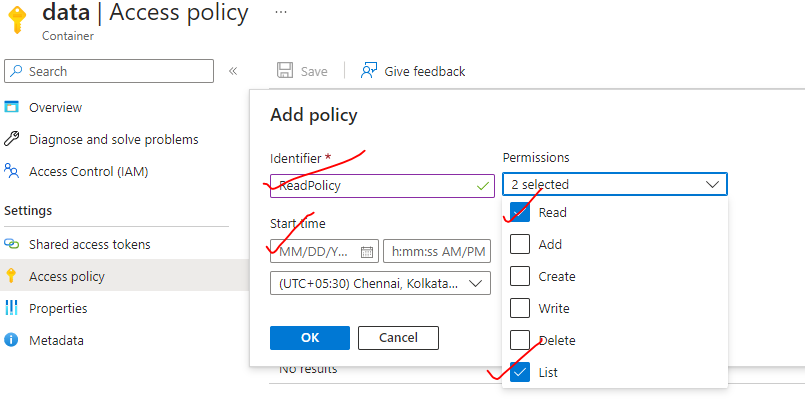 data | Access policy ...
Container
Search «
Save Give feedback
Overview
Diagnose and solve problems
Access Control (IAM)
Settings
Shared access tokens
Access policy
Properties
Metadata
Add policy
Identifier *
ReadPolicy
Start time
MM/DD/Y... h:mm:ss AM/PM
(UTC+05:30) Chennai, Kolkata...
OK Cancel
Permissions
2 selected
Read
Add
Create
Write
Delete
List
No results